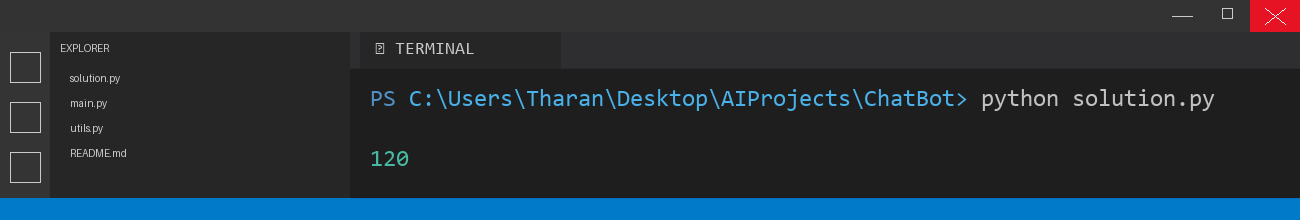 EXPLORER
solution.py
main.py
utils.py
README.md
TERMINAL
PS C:\Users\Tharan\Desktop\AIProjects\ChatBot> python solution.py
120